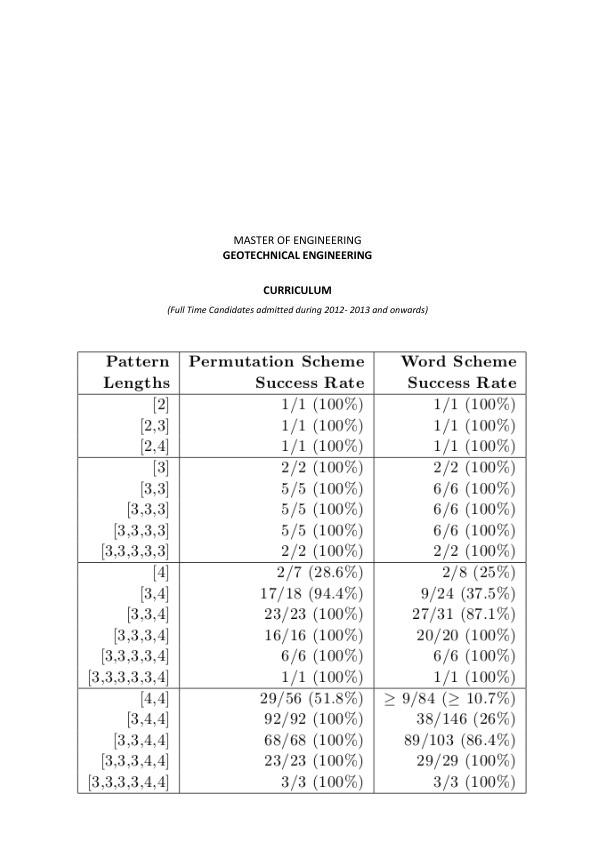 MASTER OF ENGINEERING
GEOTECHNICAL ENGINEERING
CURRICULUM
(Full Time Candidates admitted during 2012- 2013 and onwards)
Pattern Permutation Scheme Word Scheme
Lengths Success Rate Success Rate
[2] 1/1 (100%) 1/1 (100%)
[2,3] 1/1 (100%) 1/1 (100%)
[2,4] 1/1 (100%) 1/1 (100%)
[3] 2/2 (100%) 2/2 (100%)
[3,3] 5/5 (100%) 6/6 (100%)
[3,3,3] 5/5 (100%) 6/6 (100%)
[3,3,3,3] 5/5 (100%) 6/6 (100%)
[3,3,3,3,3] 2/2 (100%) 2/2 (100%)
[4] 2/7 (28.6%) 2/8 (25%)
[3,4] 17/18 (94.4%) 9/24 (37.5%)
[3,3,4] 23/23 (100%) 27/31 (87.1%)
[3,3,3,4] 16/16 (100%) 20/20 (100%)
[3,3,3,3,4] 6/6 (100%) 6/6 (100%)
[3,3,3,3,3,4] 1/1 (100%) 1/1 (100%)
[4,4] 29/56 (51.8%) ≥ 9/84 (≥ 10.7%)
[3,4,4] 92/92 (100%) 38/146 (26%)
[3,3,4,4] 68/68 (100%) 89/103 (86.4%)
[3,3,3,4,4] 23/23 (100%) 29/29 (100%)
[3,3,3,3,4,4] 3/3 (100%) 3/3 (100%)